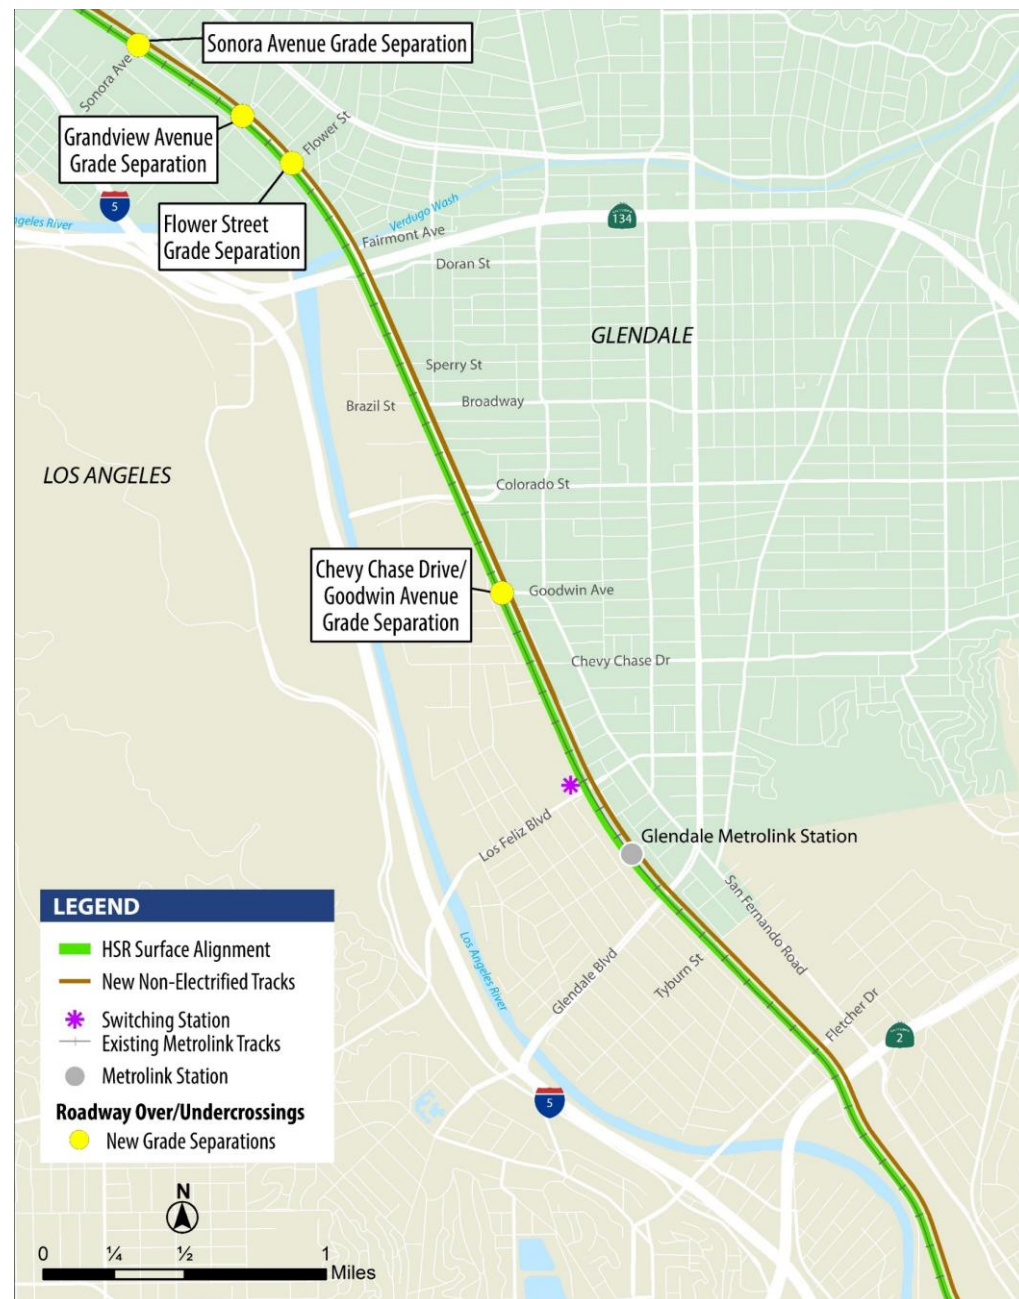 Sonora Avenue Grade Separation
Sonora Ave
Grandview Avenue
Grade Separation
Flower St
5
Flower Street
Grade Separation
geles River
Verdugo Wash
134
Fairmont Ave
Doran St
GLENDALE
Sperry St
Brazil St
Broadway
LOS ANGELES
Colorado St
Chevy Chase Drive/
Goodwin Avenue
Grade Separation
Goodwin Ave
Chevy Chase Dr
Los Feliz Blvd
Glendale Metrolink Station
San Fernando Road
Los Angeles River
Glendale Blvd
Tyburn St
Fletcher Dr
2
5
LEGEND
HSR Surface Alignment
New Non-Electrified Tracks
Switching Station
Existing Metrolink Tracks
Metrolink Station
Roadway Over/Undercrossings
New Grade Separations
N
0 ¼ ½ 1
Miles